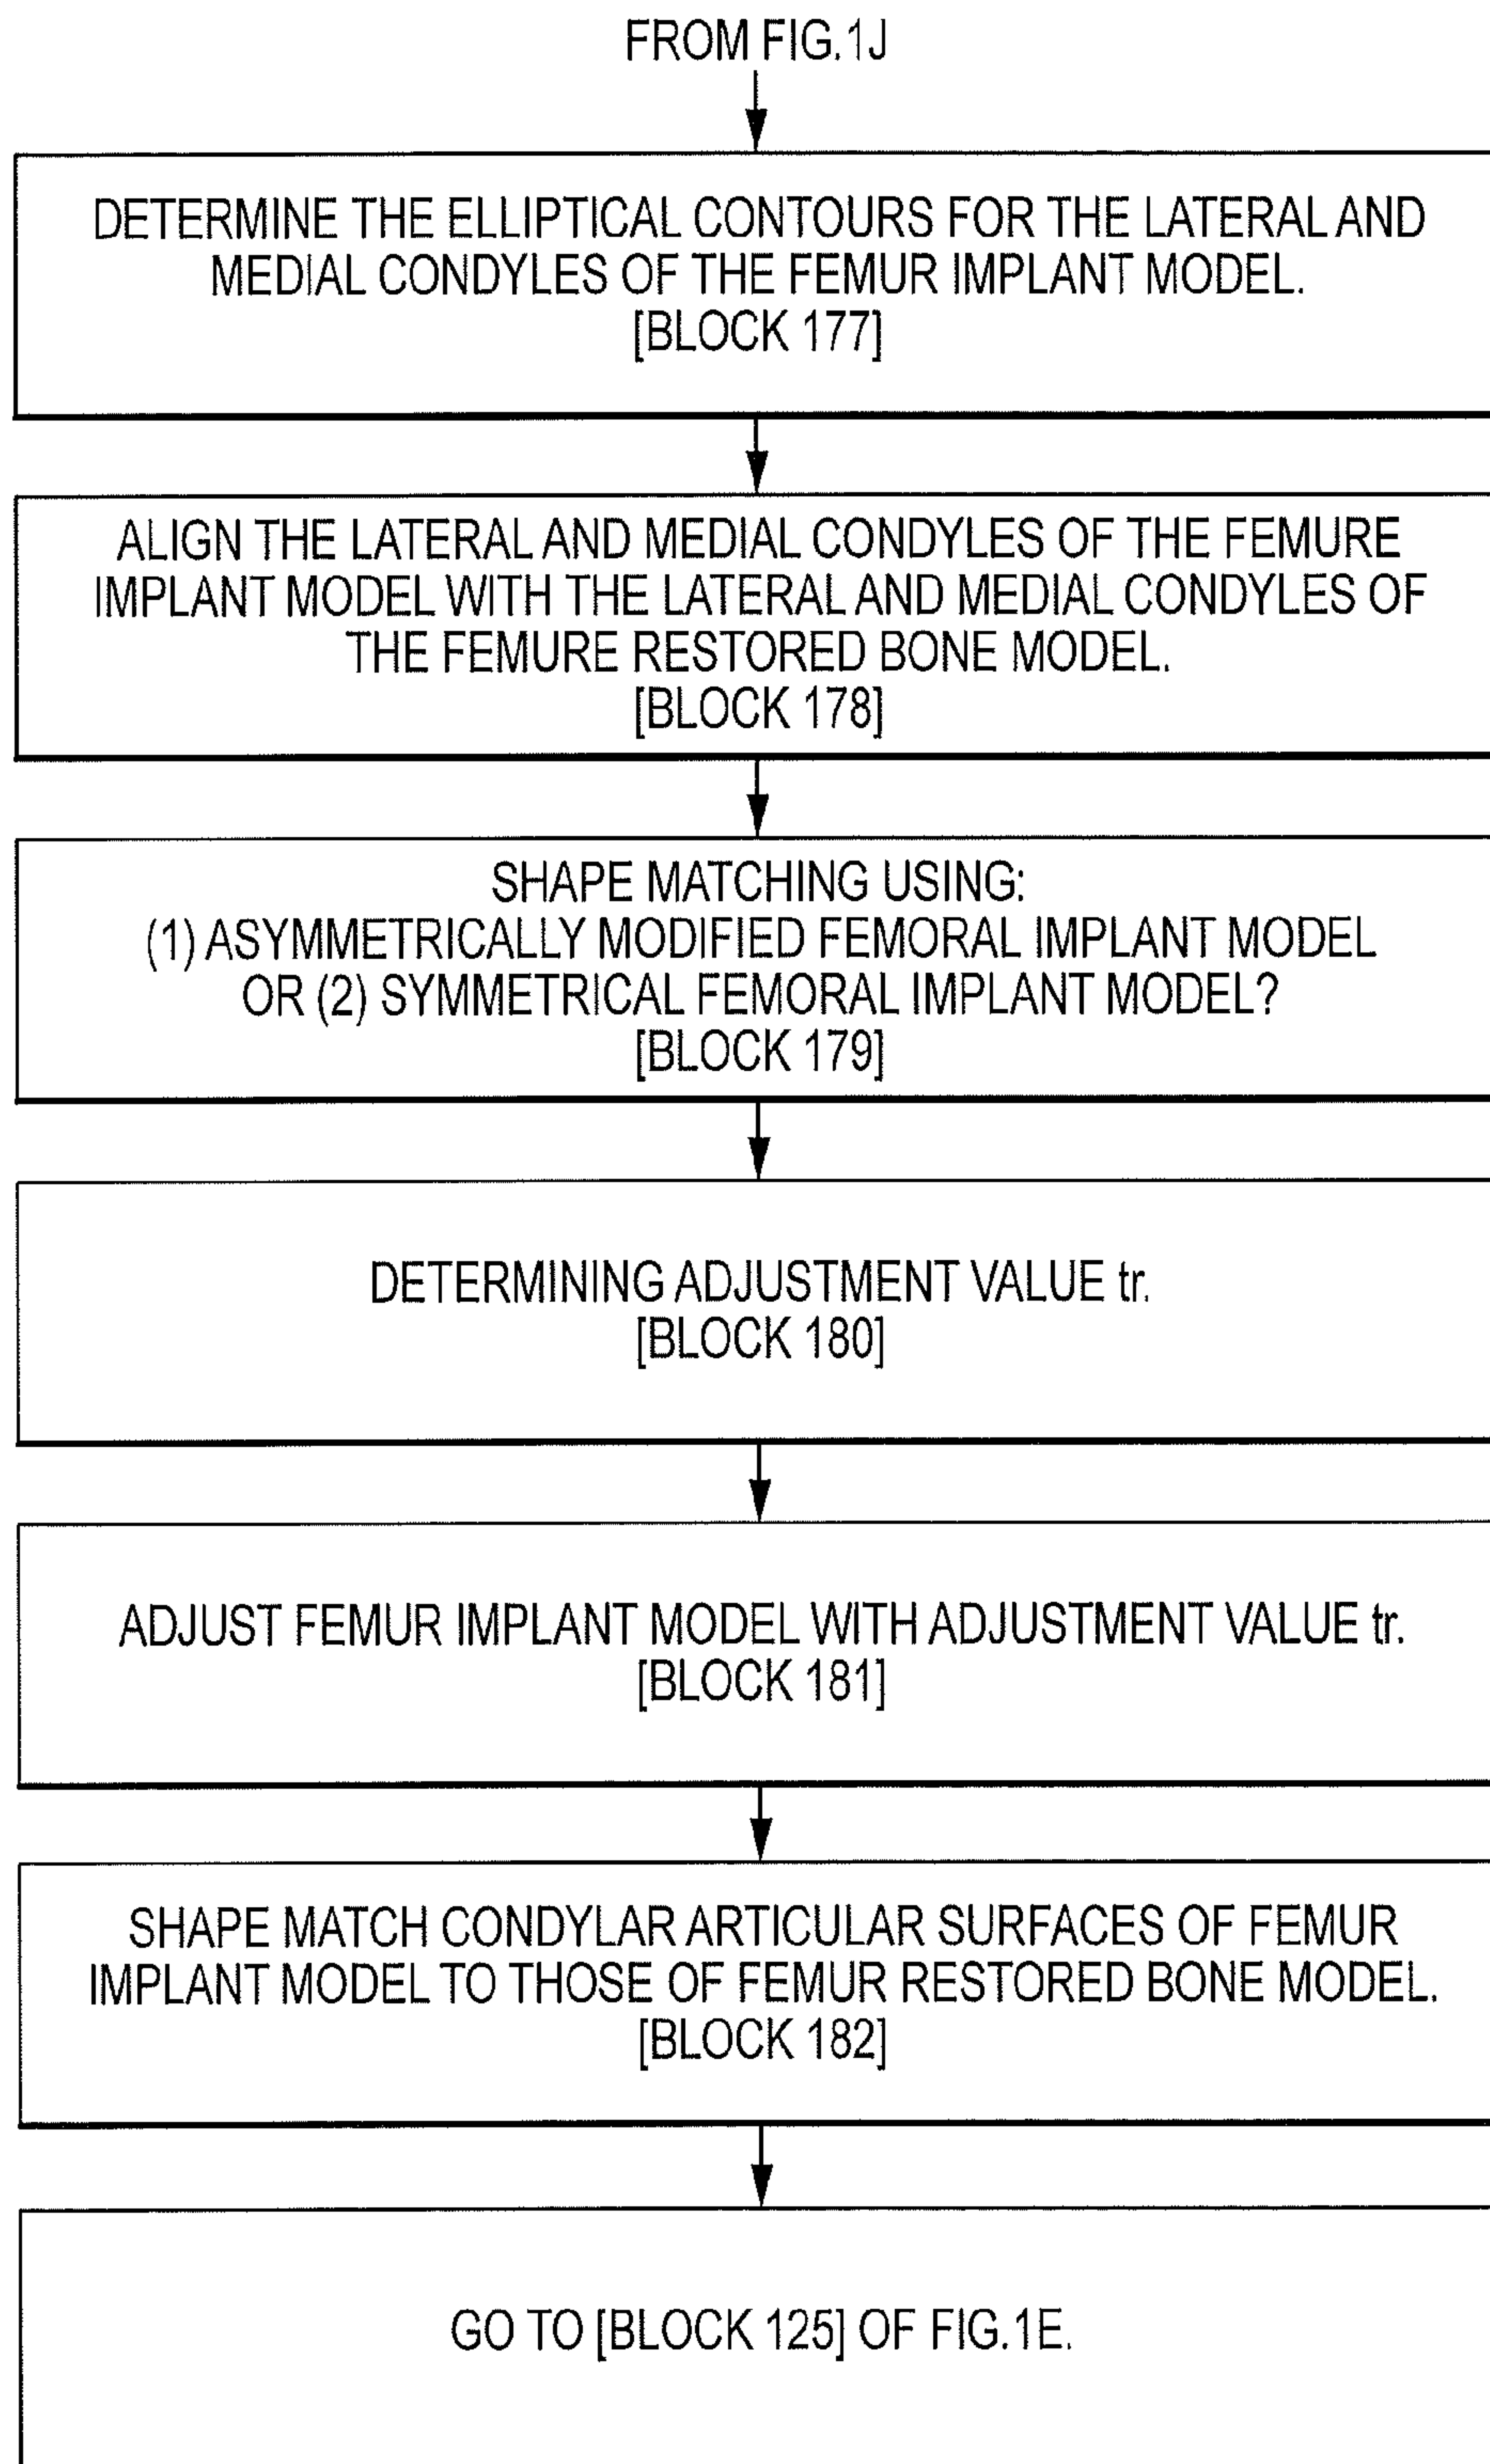 FROM FIG.1J
DETERMINE THE ELLIPTICAL CONTOURS FOR THE LATERAL AND
MEDIAL CONDYLES OF THE FEMUR IMPLANT MODEL.
[BLOCK 177]
ALIGN THE LATERAL AND MEDIAL CONDYLES OF THE FEMURE
IMPLANT MODEL WITH THE LATERAL AND MEDIAL CONDYLES OF
THE FEMURE RESTORED BONE MODEL.
[BLOCK 178]
SHAPE MATCHING USING:
(1) ASYMMETRICALLY MODIFIED FEMORAL IMPLANT MODEL
OR (2) SYMMETRICAL FEMORAL IMPLANT MODEL?
[BLOCK 179]
DETERMINING ADJUSTMENT VALUE tr.
[BLOCK 180]
ADJUST FEMUR IMPLANT MODEL WITH ADJUSTMENT VALUE tr.
[BLOCK 181]
SHAPE MATCH CONDYLAR ARTICULAR SURFACES OF FEMUR
IMPLANT MODEL TO THOSE OF FEMUR RESTORED BONE MODEL.
[BLOCK 182]
GO TO [BLOCK 125] OF FIG.1E.